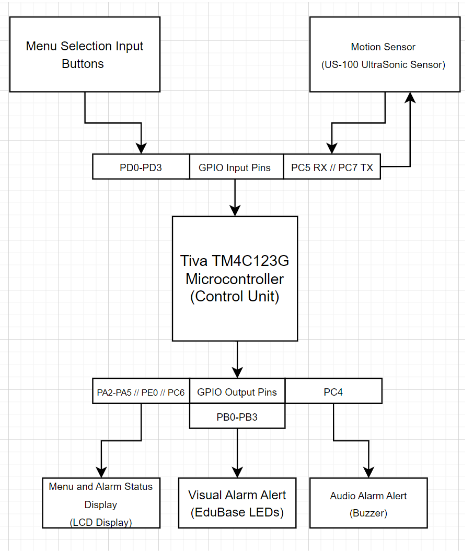 Menu Selection Input
Buttons
Motion Sensor
(US-100 UltraSonic Sensor)
PD0-PD3
GPIO Input Pins
PC5 RX // PC7 TX
Tiva TM4C123G
Microcontroller
(Control Unit)
PA2-PA5 // PE0 // PC6
GPIO Output Pins
PC4
PB0-PB3
Menu and Alarm Status
Display
(LCD Display)
Visual Alarm Alert
(EduBase LEDs)
Audio Alarm Alert
(Buzzer)